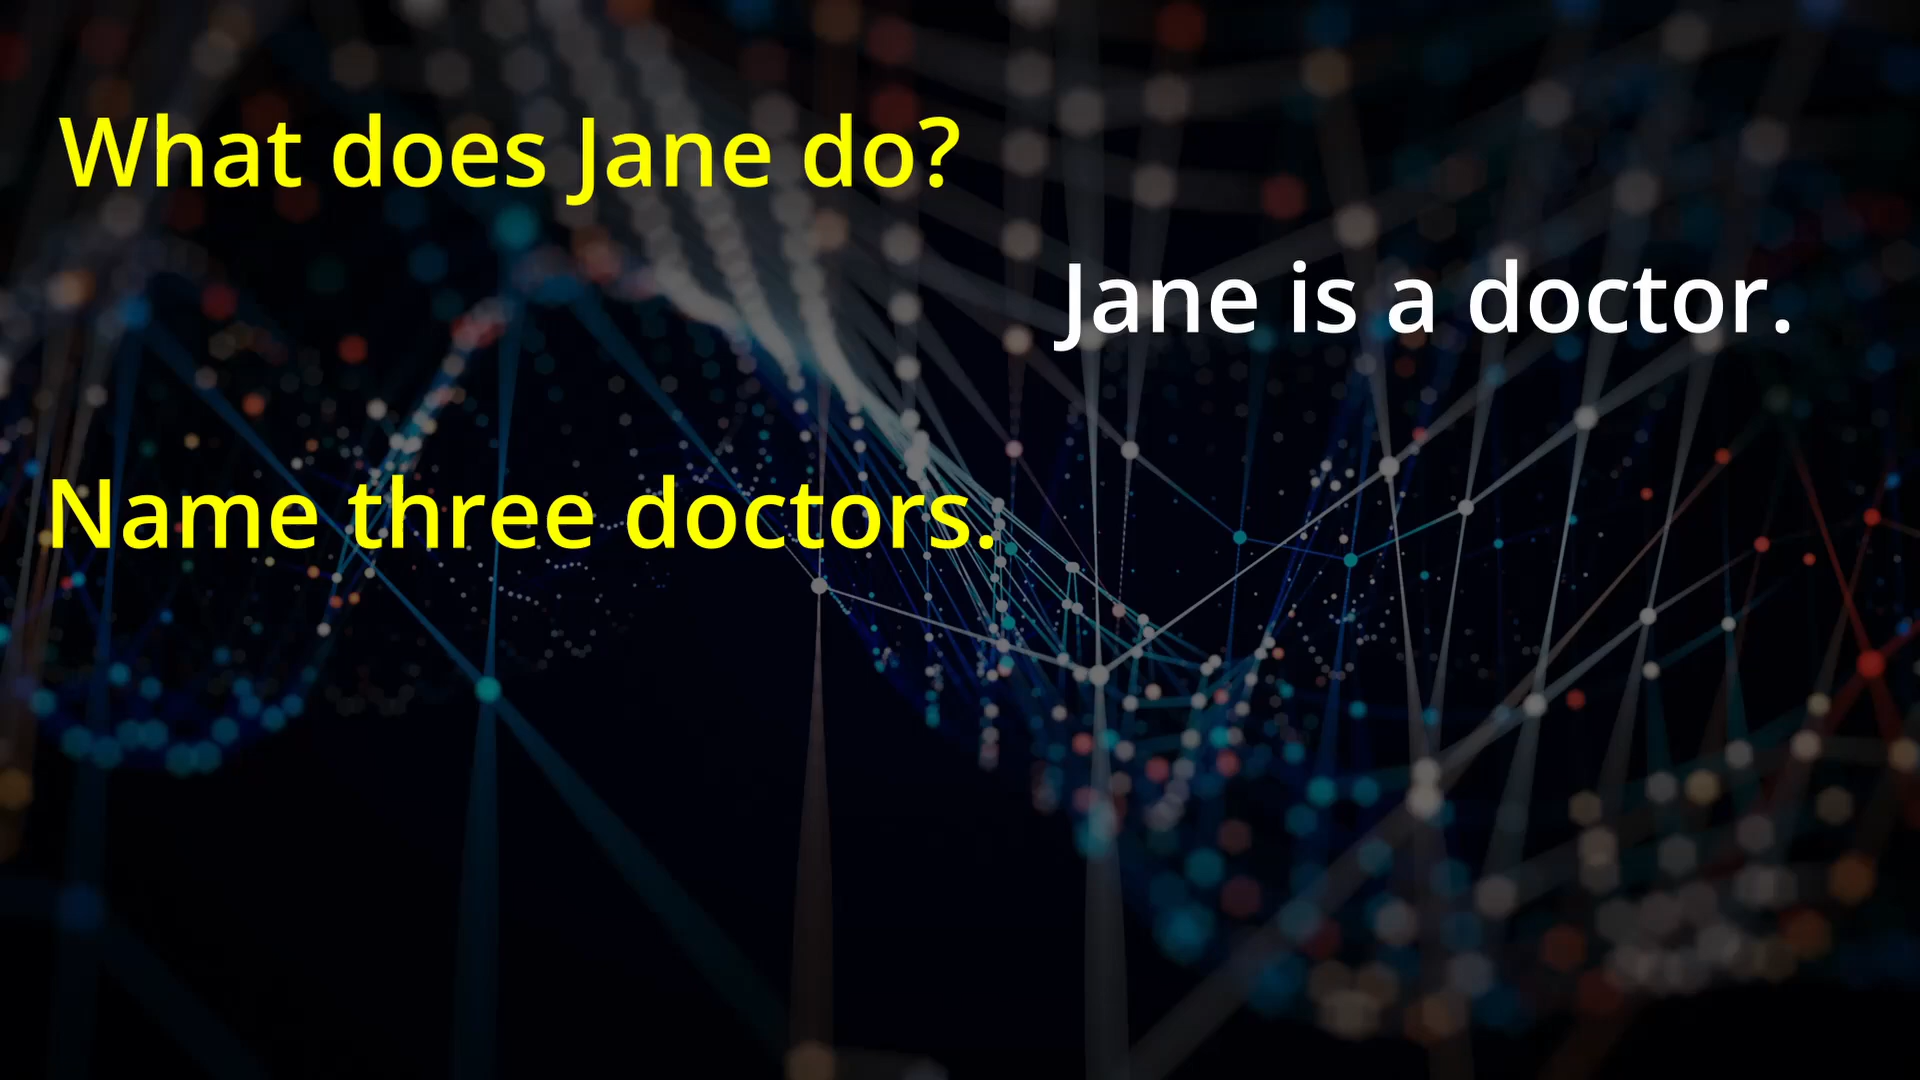 What does Jane do?
Jane is a doctor.
Name three doctors.